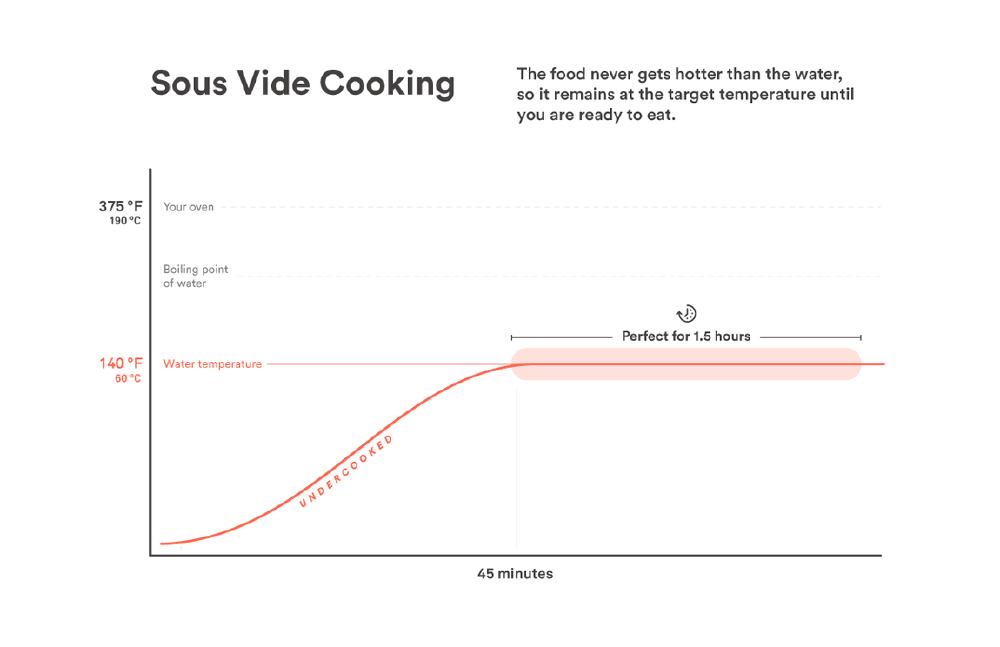 Sous Vide Cooking
The food never gets hotter than the water,
so it remains at the target temperature until
you are ready to eat.
375 °F
190 °C
Your oven
Boiling point
of water
Perfect for 1.5 hours
140 °F
60 °C
Water temperature
UNDERCOOKED
45 minutes